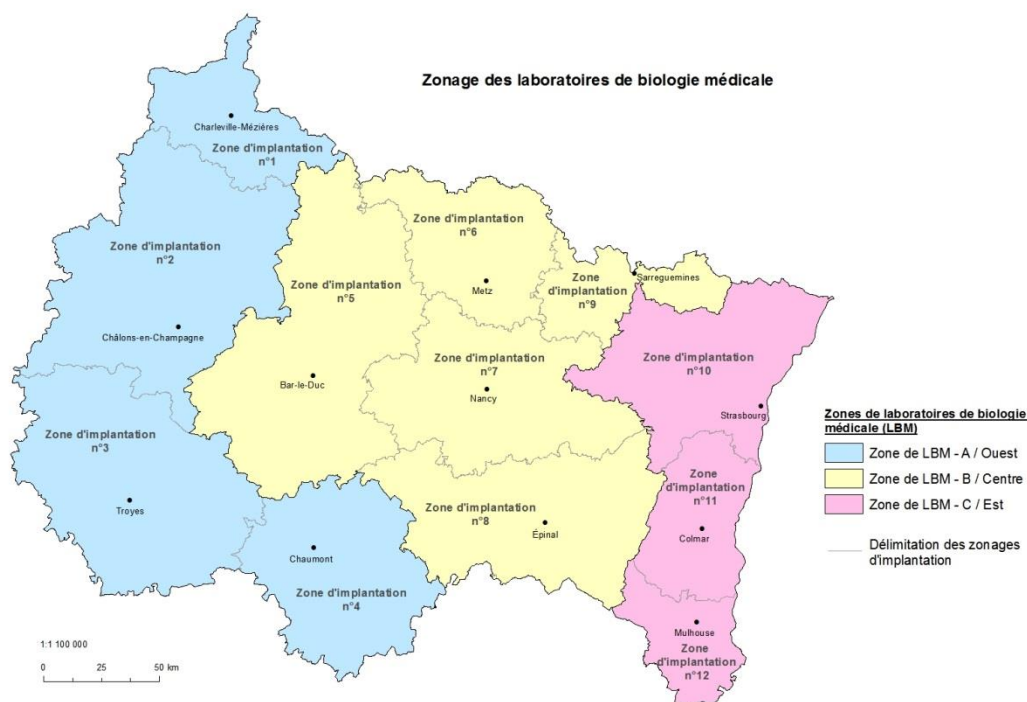 Zonage des laboratoires de biologie médicale
Charleville-Mézières
Zone d'implantation
n°1
Zone d'implantation
n°2
Châlons-en-Champagne
Zone d'implantation
n°3
Troyes
Chaumont
Zone d'implantation
n°4
Zone d'implantation
n°5
Bar-le-Duc
Zone d'implantation
n°6
Metz
Zone d'implantation
n°7
Nancy
Zone d'implantation
n°8
Épinal
Zone
d'implantation
n°9
Sarreguemines
Zone d'implantation
n°10
Strasbourg
Zone
d'implantation
n°11
Colmar
Mulhouse
Zone
d'implantation
n°12
Zones de laboratoires de biologie
médicale (LBM)
Zone de LBM - A / Ouest
Zone de LBM - B / Centre
Zone de LBM - C / Est
Délimitation des zonages
d'implantation
1:1 100 000
0 25 50 km